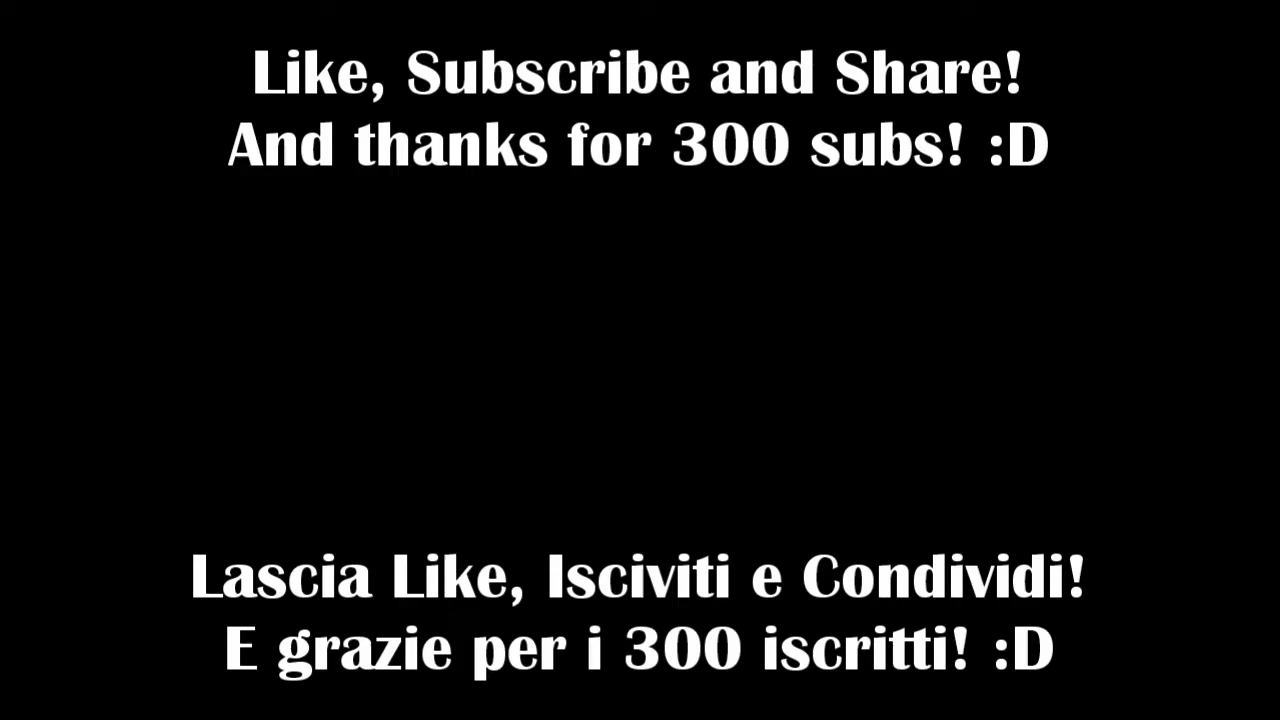 Like, Subscribe and Share!
And thanks for 300 subs! :D
Lascia Like, Isciviti e Condividi!
E grazie per i 300 iscritti! :D